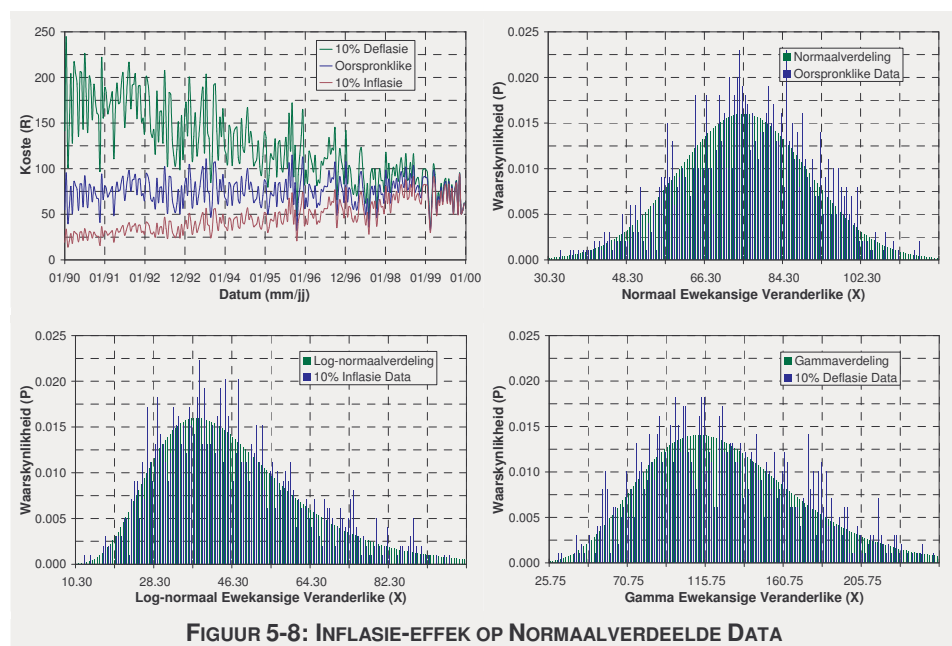 250
200
150
100
50
0
Koste (R)
10% Deflasie
Oorspronklike
10% Inflasie
01/90 01/91 01/92 12/92 01/94 01/95 01/96 12/96 01/98 01/99 01/00
Datum (mm/jj)
0.025
0.020
0.015
0.010
0.005
0.000
Waarskynlikheid (P)
Normaalverdeling
Oorspronklike Data
30.30 48.30 66.30 84.30 102.30
Normaal Ewekansige Veranderlike (X)
0.025
0.020
0.015
0.010
0.005
0.000
Waarskynlikheid (P)
Log-normaalverdeling
10% Inflasie Data
10.30 28.30 46.30 64.30 82.30
Log-normaal Ewekansige Veranderlike (X)
0.025
0.020
0.015
0.010
0.005
0.000
Waarskynlikheid (P)
Gammaverdeling
10% Deflasie Data
25.75 70.75 115.75 160.75 205.75
Gamma Ewekansige Veranderlike (X)
FIGUUR 5-8: INFLASIE-EFFEK OP NORMAALVERDEELDE DATA